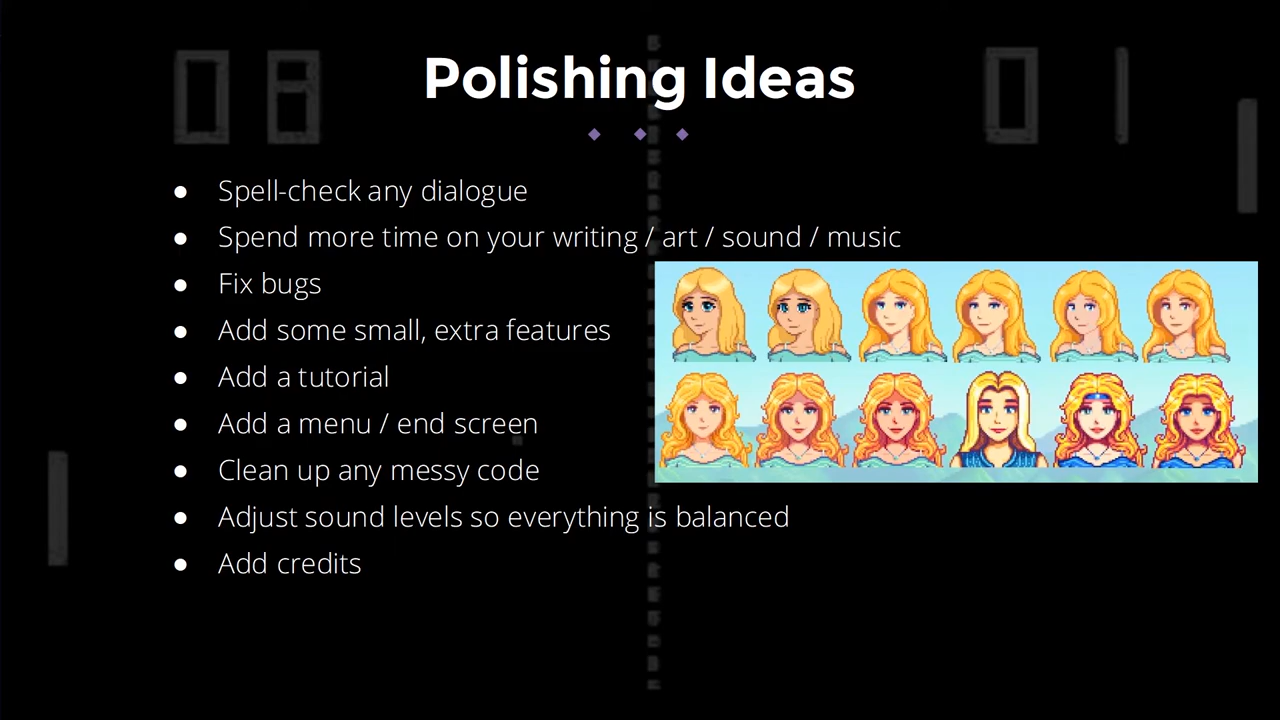 08 01
Polishing Ideas
● Spell-check any dialogue
● Spend more time on your writing / art / sound / music
● Fix bugs
● Add some small, extra features
● Add a tutorial
● Add a menu / end screen
● Clean up any messy code
● Adjust sound levels so everything is balanced
● Add credits